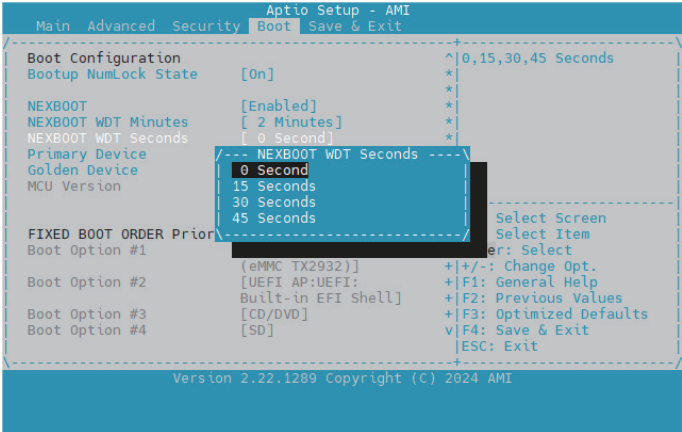 Aptio Setup - AMI
Main Advanced Security Boot Save & Exit
Boot Configuration ^|0,15,30,45 Seconds
Bootup NumLock State [On] *|
*|
NEXBOOT [Enabled] *|
NEXBOOT WDT Minutes [ 2 Minutes] *|
NEXBOOT WDT Seconds [ 0 Second] *|
Primary Device /--- NEXBOOT WDT Seconds ----\
Golden Device | 0 Second |
MCU Version | 15 Seconds |
| 30 Seconds |
| 45 Seconds | Select Screen
FIXED BOOT ORDER Prior \ / Select Item
Boot Option #1 er: Select
(eMMC TX2932)] +|+/-: Change Opt.
Boot Option #2 [UEFI AP:UEFI: +|F1: General Help
Built-in EFI Shell] +|F2: Previous Values
Boot Option #3 [CD/DVD] +|F3: Optimized Defaults
Boot Option #4 [SD] v|F4: Save & Exit
|ESC: Exit
Version 2.22.1289 Copyright (C) 2024 AMI